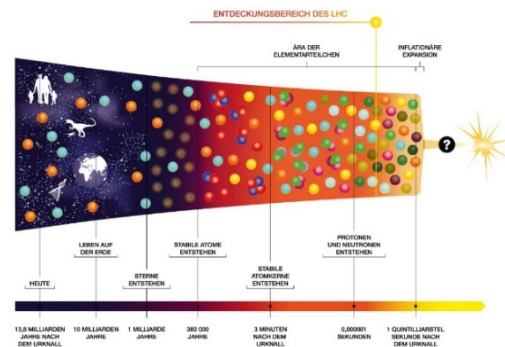 ENTDECKUNGSBEREICH DES LHC
ÄRA DER
ELEMENTARTEILCHEN
INFLATIONÄRE
EXPANSION
?
HEUTE
LEBEN AUF
DER ERDE
STERNE
ENTSTEHEN
STABILE ATOME
ENTSTEHEN
STABILE
ATOMKERNE
ENTSTEHEN
PROTONEN
UND NEUTRONEN
ENTSTEHEN
13,8 MILLIARDEN
JAHRE NACH
DEM URKNALL
10 MILLIARDEN
JAHRE
1 MILLIARDE
JAHRE
380 000
JAHRE
3 MINUTEN
NACH DEM
URKNALL
0,000001
SEKUNDEN
1 QUINTILLIARSTEL
SEKUNDE NACH
DEM URKNALL